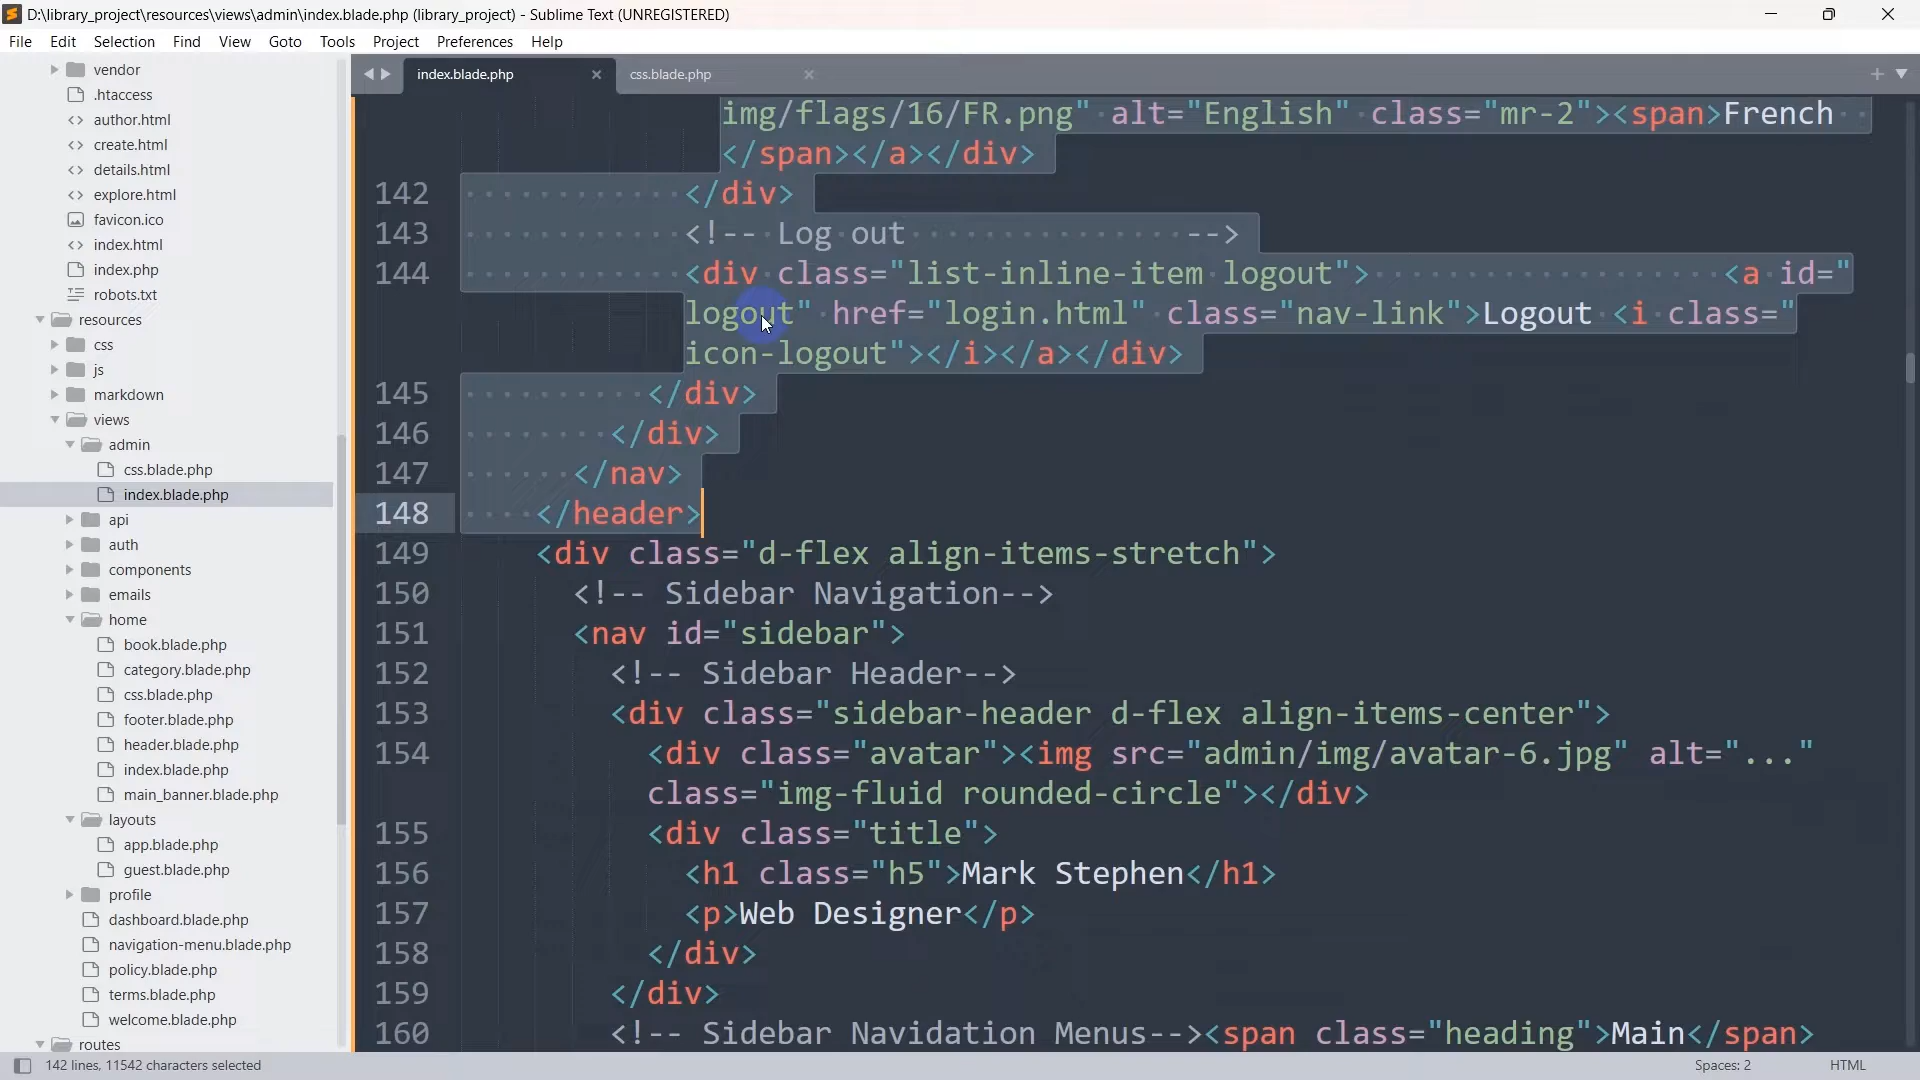 D:\library_project\resources\views\admin\index.blade.php (library_project) - Sublime Text (UNREGISTERED)
File Edit Selection Find View Goto Tools Project Preferences Help
vendor
.htaccess
author.html
create.html
details.html
explore.html
favicon.ico
index.html
index.php
robots.txt
resources
css
js
markdown
views
admin
css.blade.php
index.blade.php
api
auth
components
emails
home
book.blade.php
category.blade.php
css.blade.php
footer.blade.php
header.blade.php
index.blade.php
main_banner.blade.php
layouts
app.blade.php
guest.blade.php
profile
dashboard.blade.php
navigation-menu.blade.php
policy.blade.php
terms.blade.php
welcome.blade.php
routes
index.blade.php css.blade.php
img/flags/16/FR.png" alt="English" class="mr-2"><span>French
</span></a></div>
142 </div>
143 <!-- Log out -->
144 <div class="list-inline-item logout"> <a id="
logout" href="login.html" class="nav-link">Logout <i class="
icon-logout"></i></a></div>
145 </div>
146 </div>
147 </nav>
148 </header>
149 <div class="d-flex align-items-stretch">
150 <!-- Sidebar Navigation-->
151 <nav id="sidebar">
152 <!-- Sidebar Header-->
153 <div class="sidebar-header d-flex align-items-center">
154 <div class="avatar"><img src="admin/img/avatar-6.jpg" alt="..."
class="img-fluid rounded-circle"></div>
155 <div class="title">
156 <h1 class="h5">Mark Stephen</h1>
157 <p>Web Designer</p>
158 </div>
159 </div>
160 <!-- Sidebar Navidation Menus--><span class="heading">Main</span>
142 lines, 11542 characters selected Spaces: 2 HTML